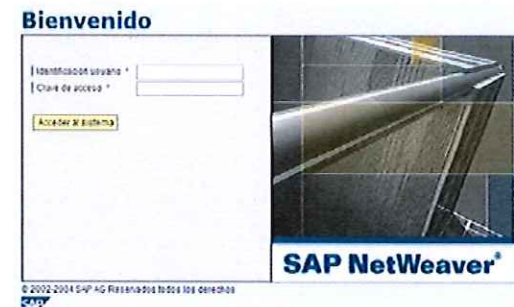 Bienvenido
Identificación usuario *
Clave de acceso *
Acceder al sistema
SAP NetWeaver®
© 2002-2004 SAP AG Reservados todos los derechos
SAP